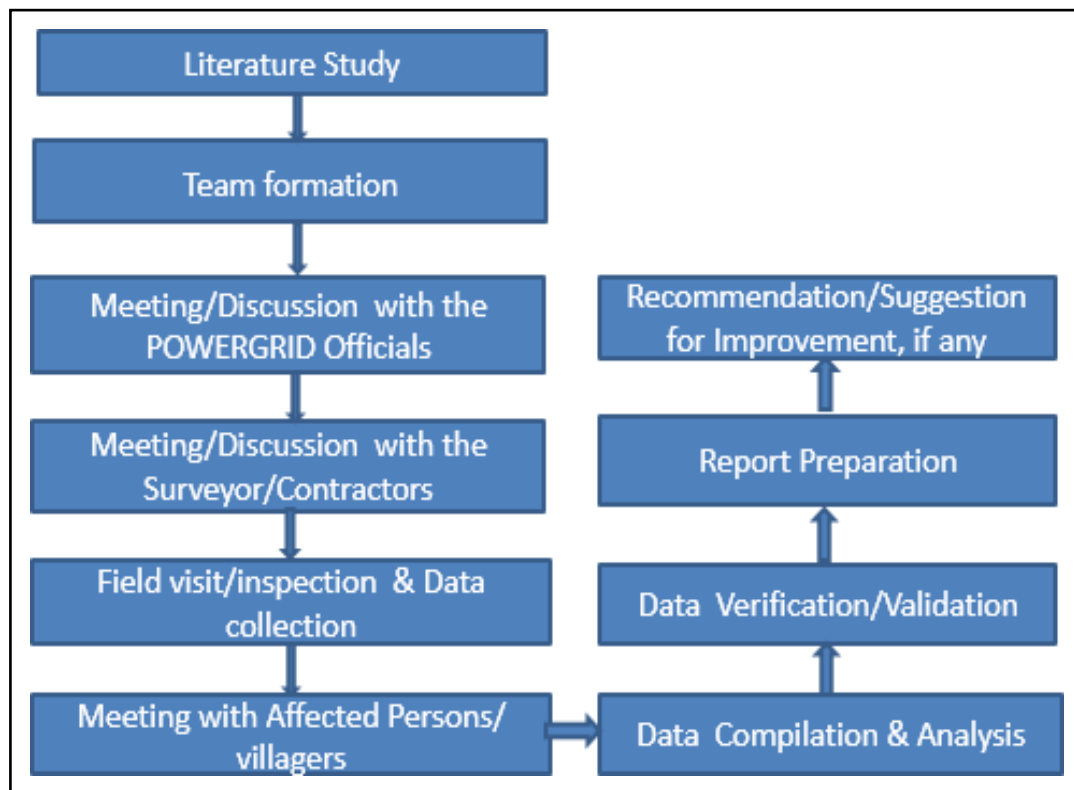 Literature Study
Team formation
Meeting/Discussion with the
POWERGRID Officials
Meeting/Discussion with the
Surveyor/Contractors
Field visit/inspection & Data
collection
Meeting with Affected Persons/
villagers
Data Compilation & Analysis
Data Verification/Validation
Report Preparation
Recommendation/Suggestion
for Improvement, if any